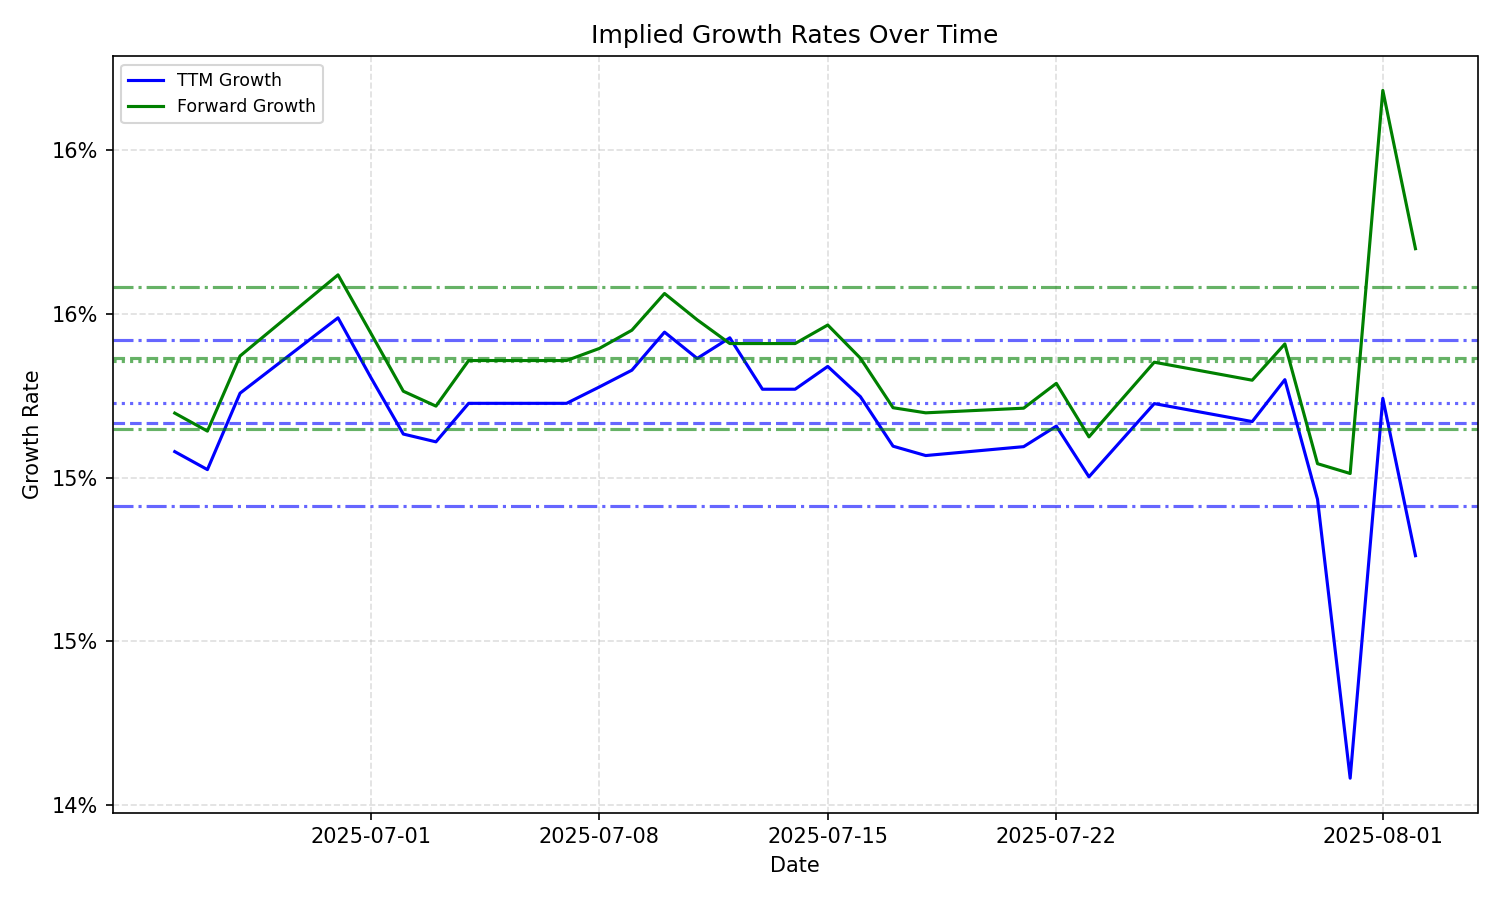 Implied Growth Rates Over Time
TTM Growth
Forward Growth
16%
16%
15%
15%
14%
Growth Rate
2025-07-01
2025-07-08
2025-07-15
2025-07-22
2025-08-01
Date